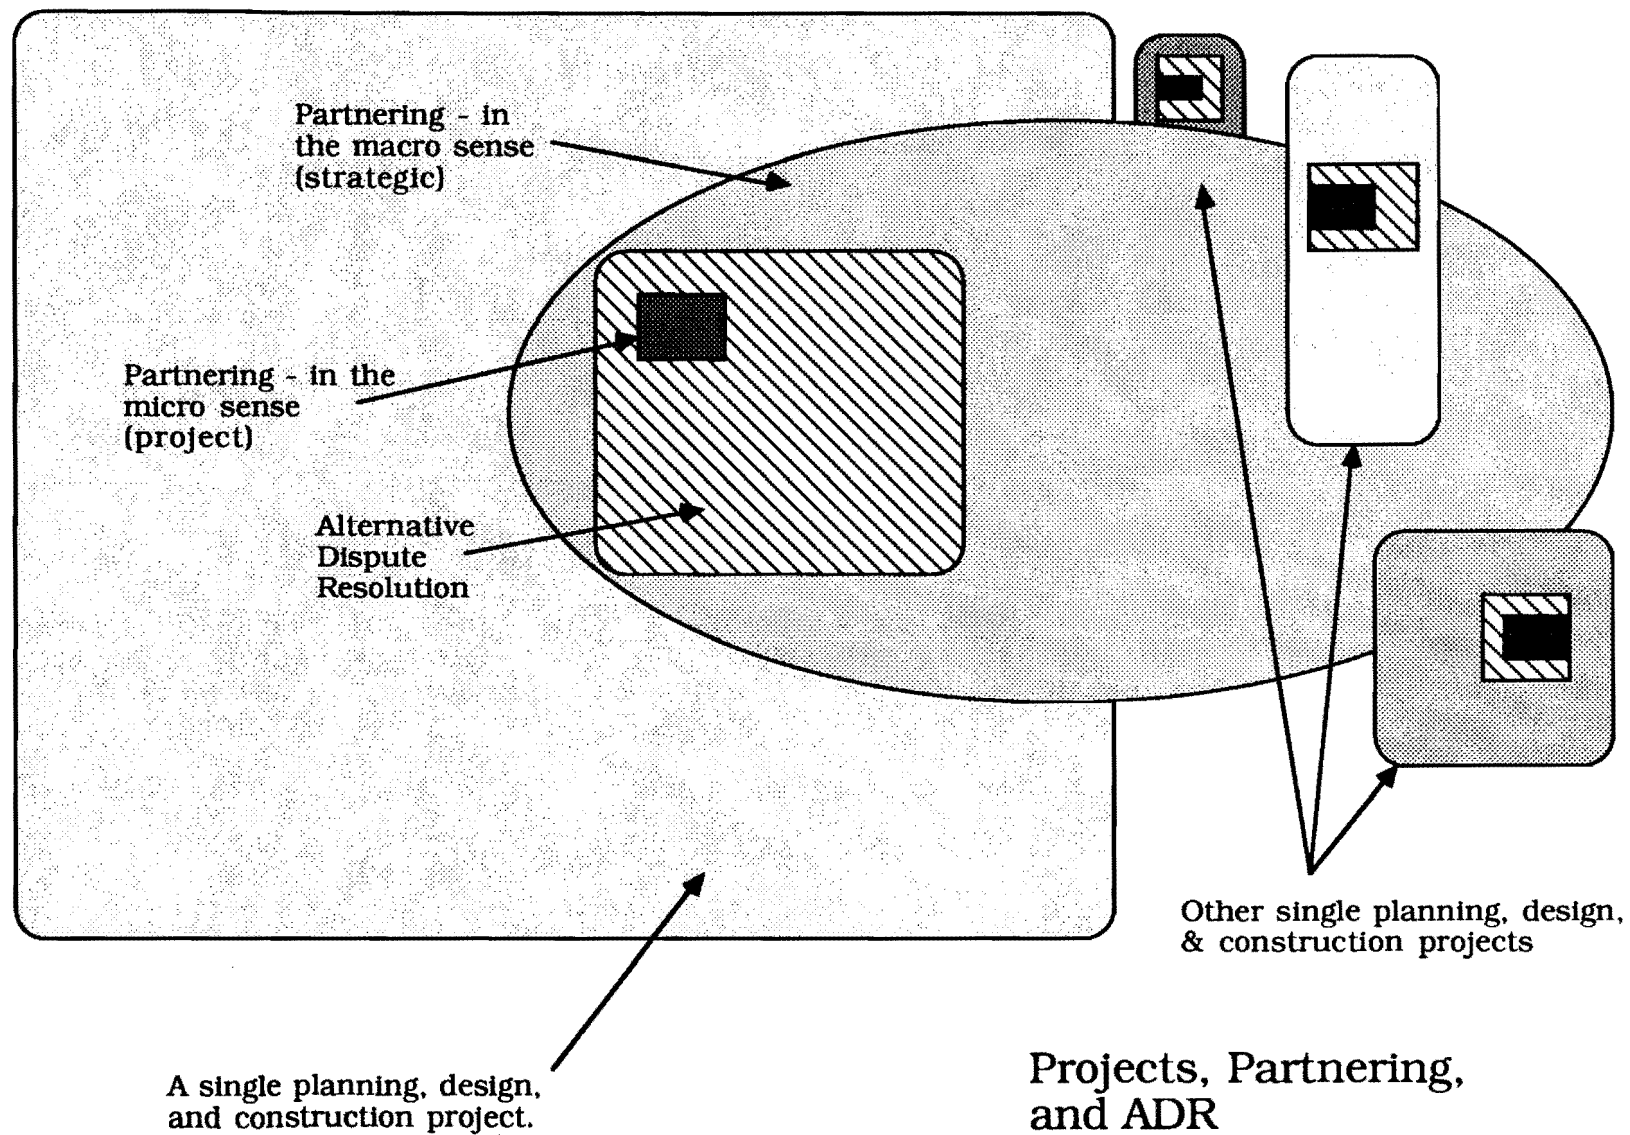 Partnering - in
the macro sense
(strategic)
Partnering - in the
micro sense
(project)
Alternative
Dispute
Resolution
Other single planning, design,
& construction projects
A single planning, design,
and construction project.
Projects, Partnering,
and ADR